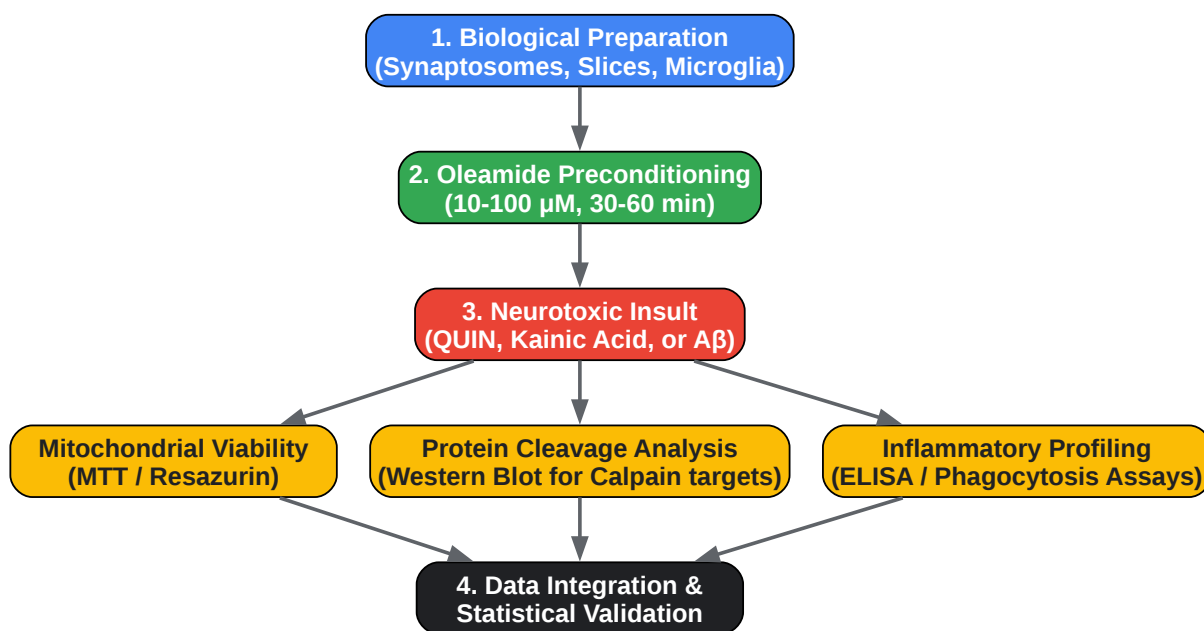 1. Biological Preparation
(Synaptosomes, Slices, Microglia)
2. Oleamide Preconditioning
(10-100 μM, 30-60 min)
3. Neurotoxic Insult
(QUIN, Kainic Acid, or Aβ)
Mitochondrial Viability
(MTT / Resazurin)
Protein Cleavage Analysis
(Western Blot for Calpain targets)
Inflammatory Profiling
(ELISA / Phagocytosis Assays)
4. Data Integration &
Statistical Validation